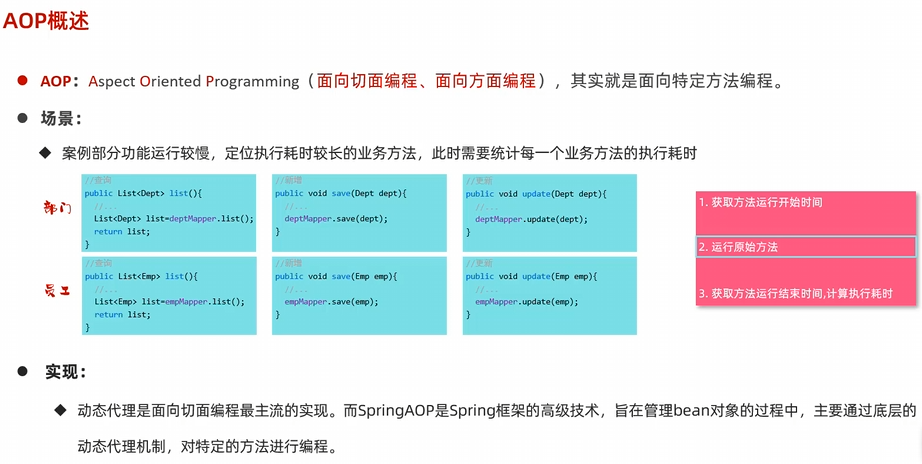 AOP概述
AOP：Aspect Oriented Programming（面向切面编程、面向方面编程），其实就是面向特定方法编程。
场景：
案例部分功能运行较慢，定位执行耗时较长的业务方法，此时需要统计每一个业务方法的执行耗时
部门
//查询
public List<Dept> list(){
//...
List<Dept> list=deptMapper.list();
return list;
}
//新增
public void save(Dept dept){
//...
deptMapper.save(dept);
}
//更新
public void update(Dept dept){
//...
deptMapper.update(dept);
}
员工
//查询
public List<Emp> list(){
//...
List<Emp> list=empMapper.list();
return list;
}
//新增
public void save(Emp emp){
//...
empMapper.save(emp);
}
//更新
public void update(Emp emp){
//...
empMapper.update(emp);
}
1. 获取方法运行开始时间
2. 运行原始方法
3. 获取方法运行结束时间,计算执行耗时
实现：
动态代理是面向切面编程最主流的实现。而SpringAOP是Spring框架的高级技术，旨在管理bean对象的过程中，主要通过底层的
动态代理机制，对特定的方法进行编程。